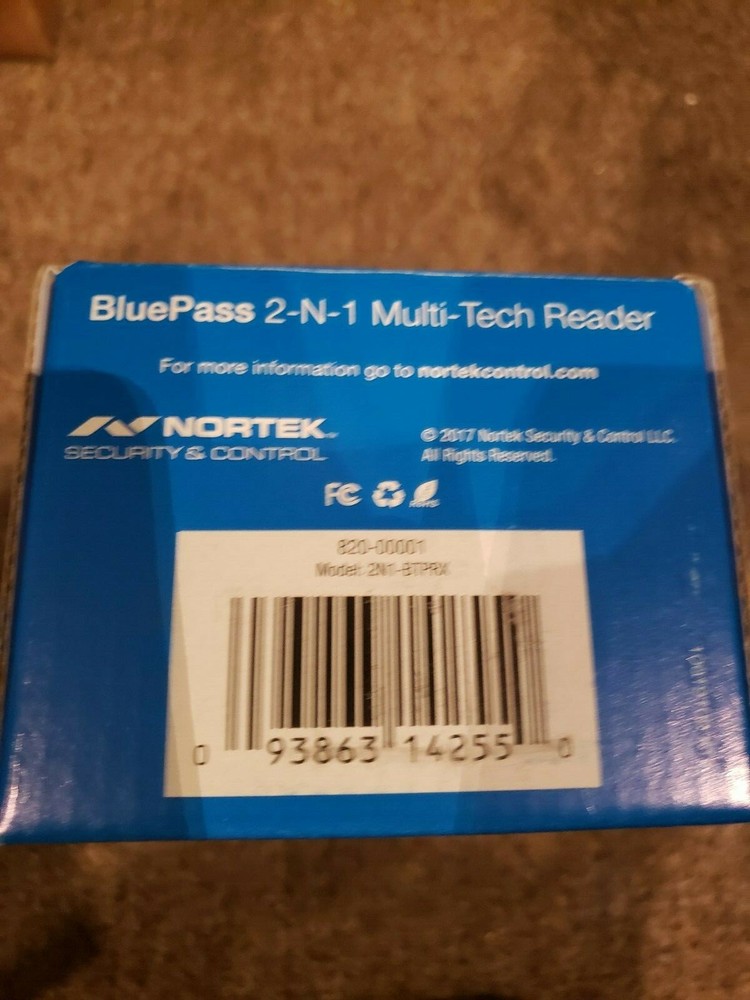 BluePass 2-N-1 Multi-Tech Reader
For more information go to nortekcontrol.com
NORTEK
SECURITY & CONTROL
© 2017 Nortek Security & Control LLC.
All Rights Reserved.
FC
RoHS
820-00001
Model: 2N1-BTPRX
0 93863 14255 0